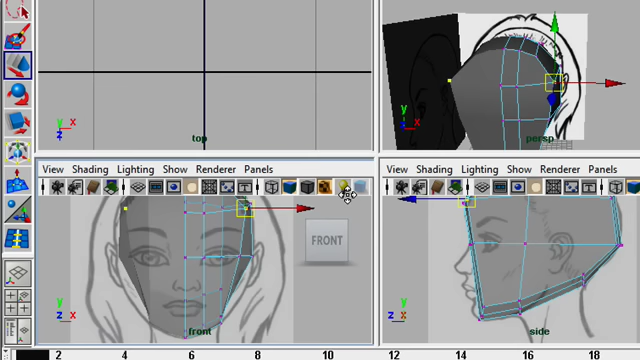 y
x
z
top
y
x
z
persp
View Shading Lighting Show Renderer Panels
View Shading Lighting Show Renderer Panels
FRONT
y
z x
front
y
z x
side
2 4 6 8 10 12 14 16 18